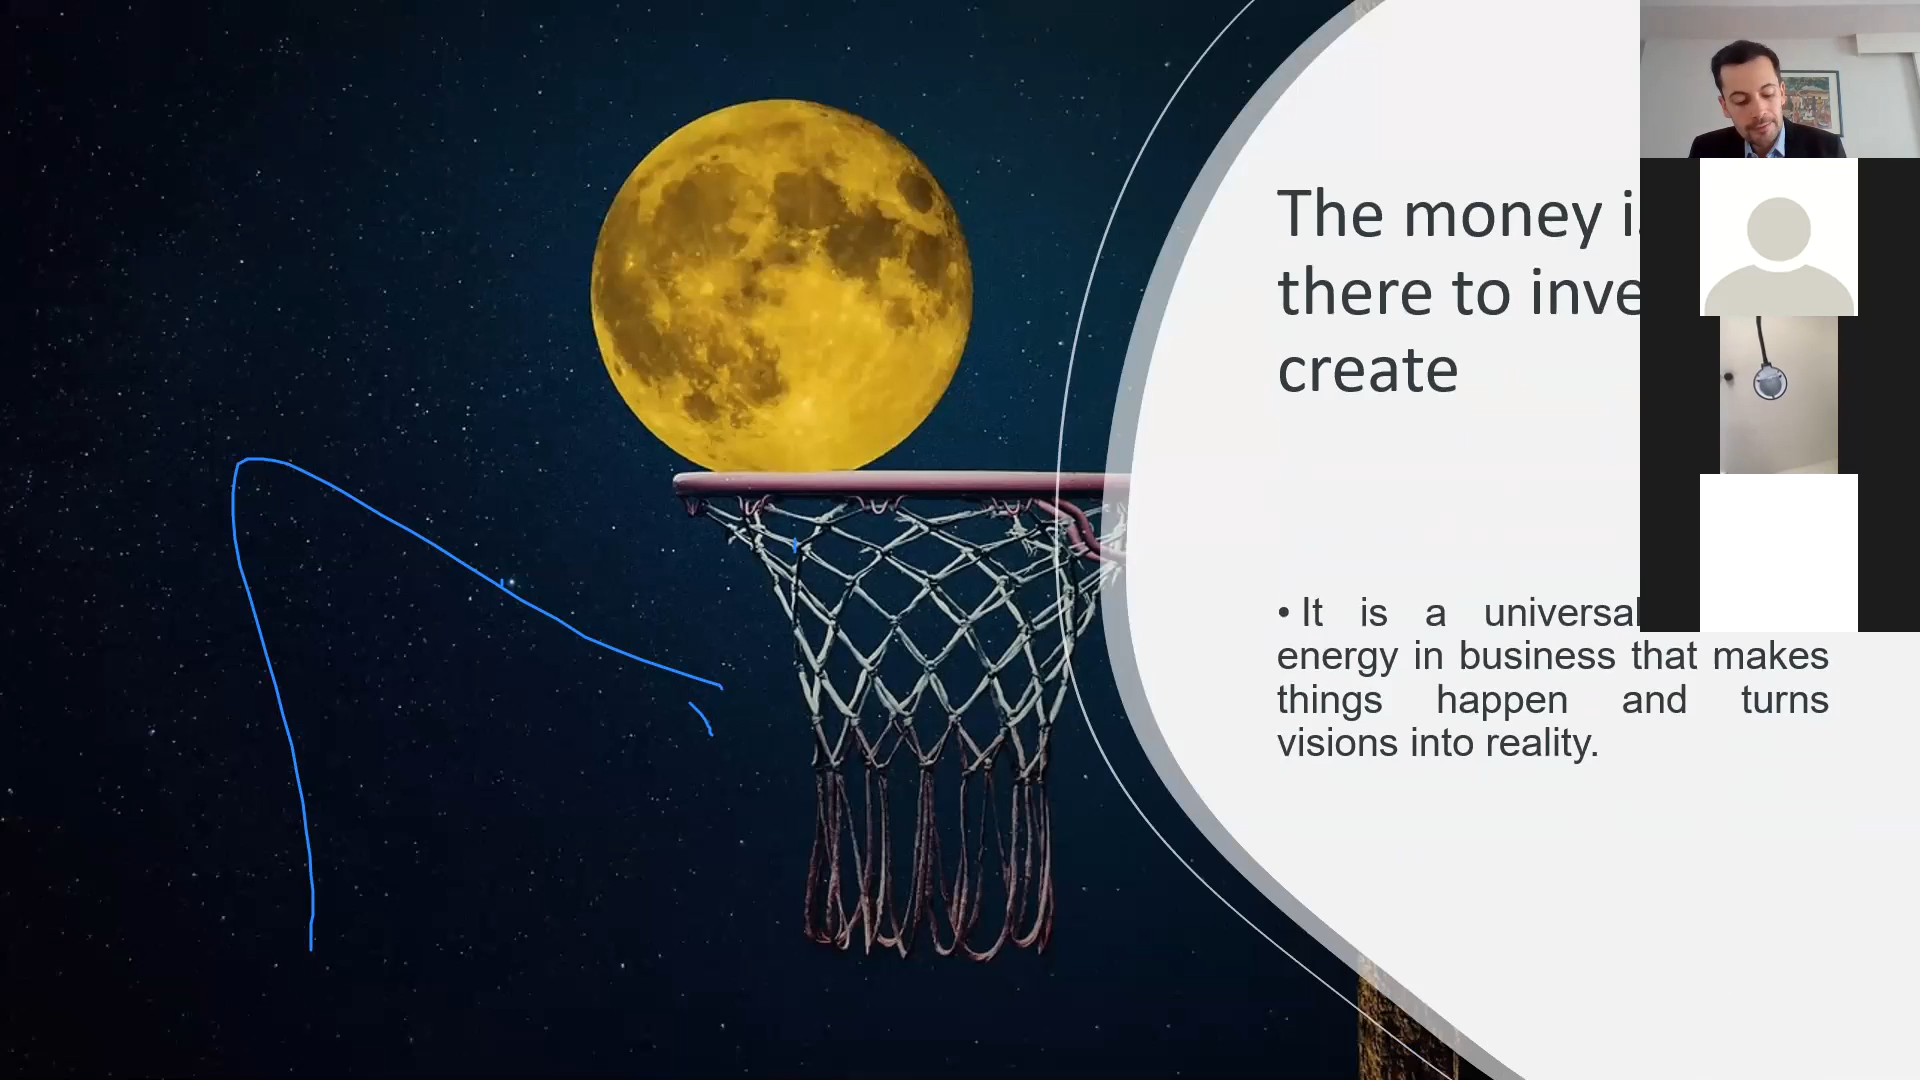 The money
there to
create
• It is a universal
energy in business that makes
things happen and turns
visions into reality.